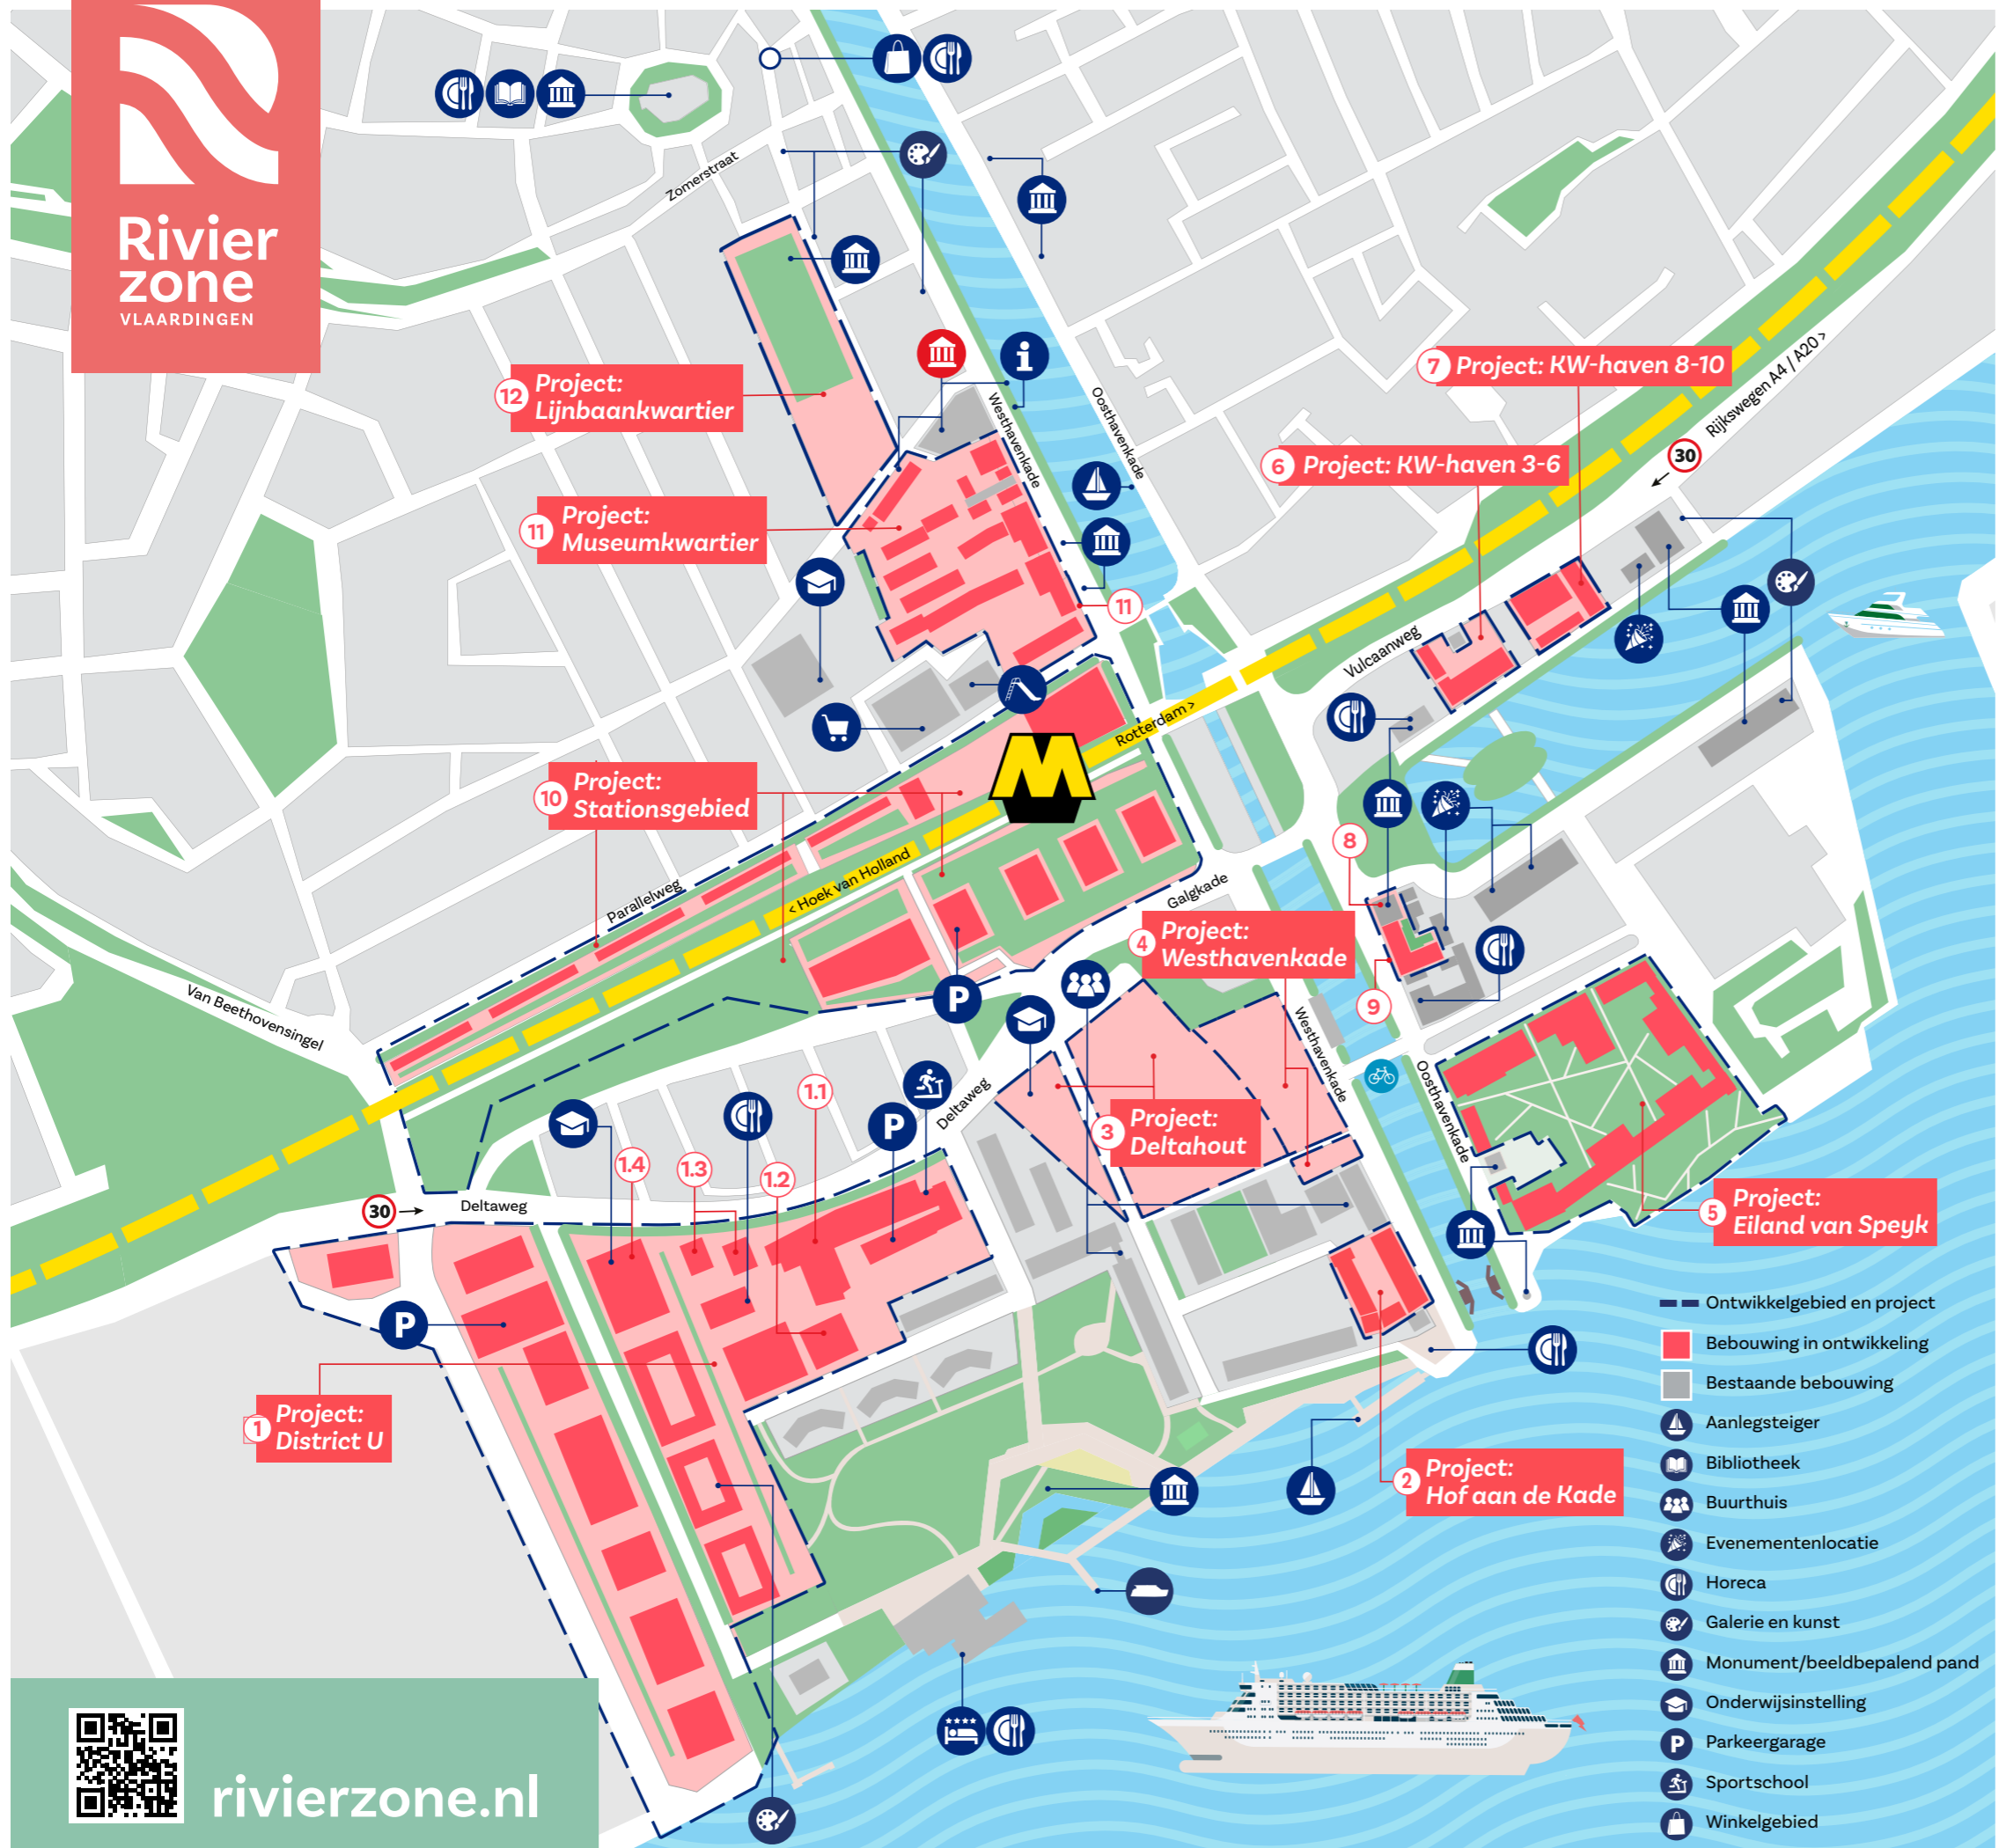 Rivier
zone
VLAARDINGEN
Zomerstraat
12 Project:
Lijnbaankwartier
11 Project:
Museumkwartier
11
Westhavenkade
Oosthavenkade
7 Project: KW-haven 8-10
6 Project: KW-haven 3-6
Rijkswegen A4 / A20 >
30
Vulcaanweg
Rotterdam >
M
10 Project:
Stationsgebied
< Hoek van Holland
Parallelweg
Galgkade
8
9
4 Project:
Westhavenkade
P
Van Beethovensingel
Westhavenkade
Oosthavenkade
Deltaweg
3 Project:
Deltahout
5 Project:
Eiland van Speyk
1.1
P
1.4
1.3
1.2
30
Deltaweg
P
1 Project:
District U
2 Project:
Hof aan de Kade
Ontwikkelgebied en project
Bebouwing in ontwikkeling
Bestaande bebouwing
Aanlegsteiger
Bibliotheek
Buurthuis
Evenementenlocatie
Horeca
Galerie en kunst
Monument/beeldbepalend pand
Onderwijsinstelling
P Parkeergarage
Sportschool
Winkelgebied
rivierzone.nl